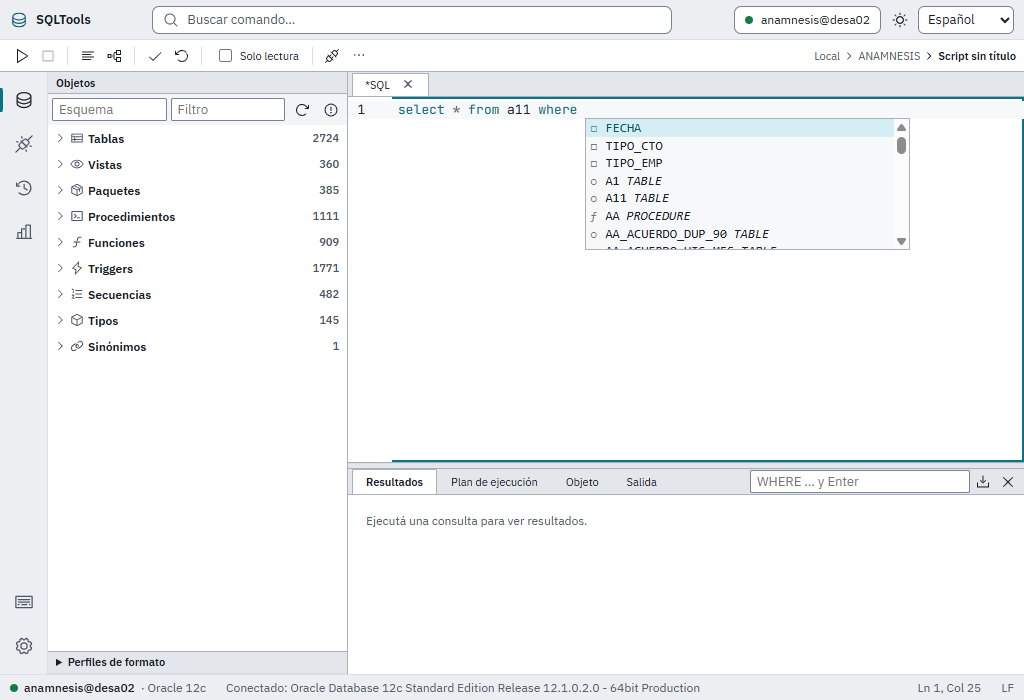 SQLTools
Buscar comando...
anamnesis@desa02
Español
Solo lectura
...
Local > ANAMNESIS > Script sin título
Objetos
Esquema
Filtro
Tablas 2724
Vistas 360
Paquetes 385
Procedimientos 1111
Funciones 909
Triggers 1771
Secuencias 482
Tipos 145
Sinónimos 1
Perfiles de formato
*SQL
1 select * from a11 where
FECHA
TIPO_CTO
TIPO_EMP
A1 TABLE
A11 TABLE
AA PROCEDURE
AA_ACUERDO_DUP_90 TABLE
Resultados
Plan de ejecución
Objeto
Salida
WHERE ... y Enter
Ejecutá una consulta para ver resultados.
anamnesis@desa02 · Oracle 12c
Conectado: Oracle Database 12c Standard Edition Release 12.1.0.2.0 - 64bit Production
Ln 1, Col 25
LF